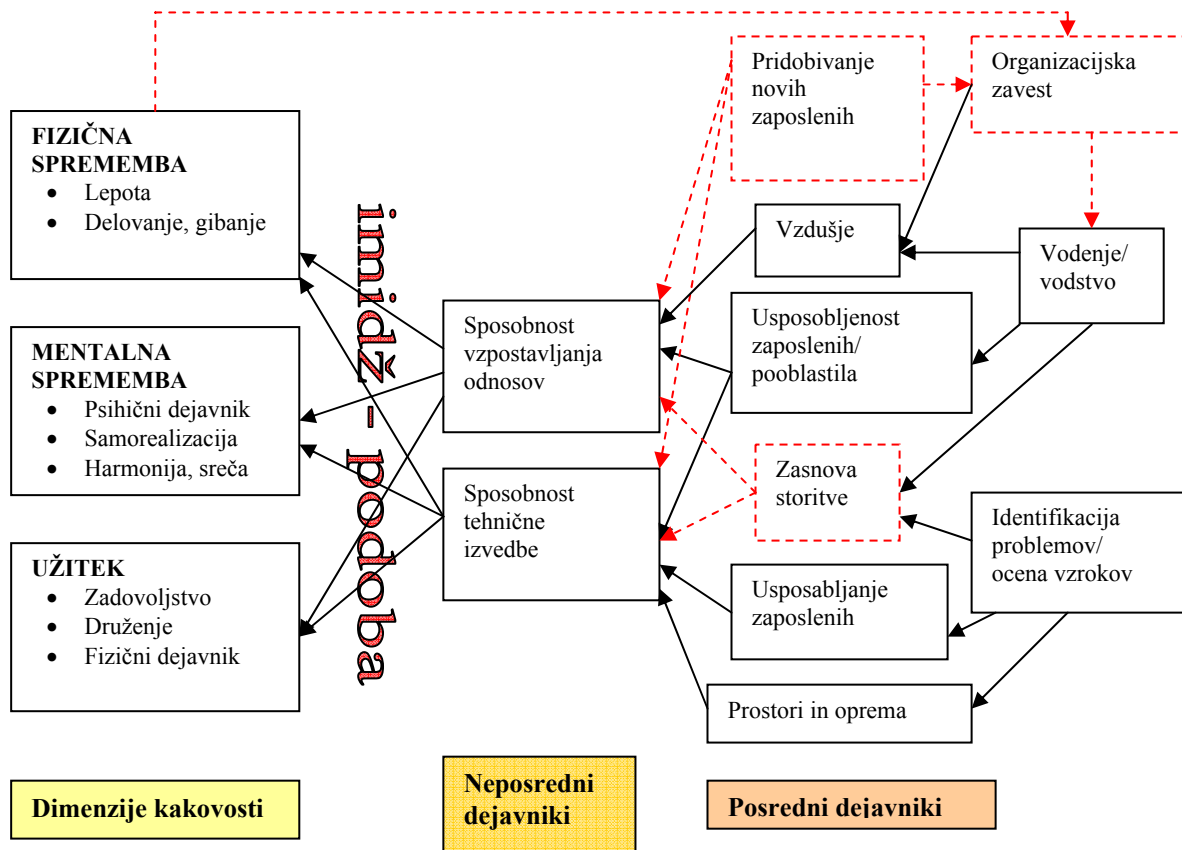 FIZIČNA
SPREMEMBA
• Lepota
• Delovanje, gibanje
MENTALNA
SPREMEMBA
• Psihični dejavnik
• Samorealizacija
• Harmonija, sreča
UŽITEK
• Zadovoljstvo
• Druženje
• Fizični dejavnik
Dimenzije kakovosti
imidž - podoba
Sposobnost
vzpostavljanja
odnosov
Sposobnost
tehnične
izvedbe
Neposredni
dejavniki
Pridobivanje
novih
zaposlenih
Organizacijska
zavest
Vzdušje
Vodenje/
vodstvo
Usposobljenost
zaposlenih/
pooblastila
Zasnova
storitve
Identifikacija
problemov/
ocena vzrokov
Usposabljanje
zaposlenih
Prostori in oprema
Posredni dejavniki